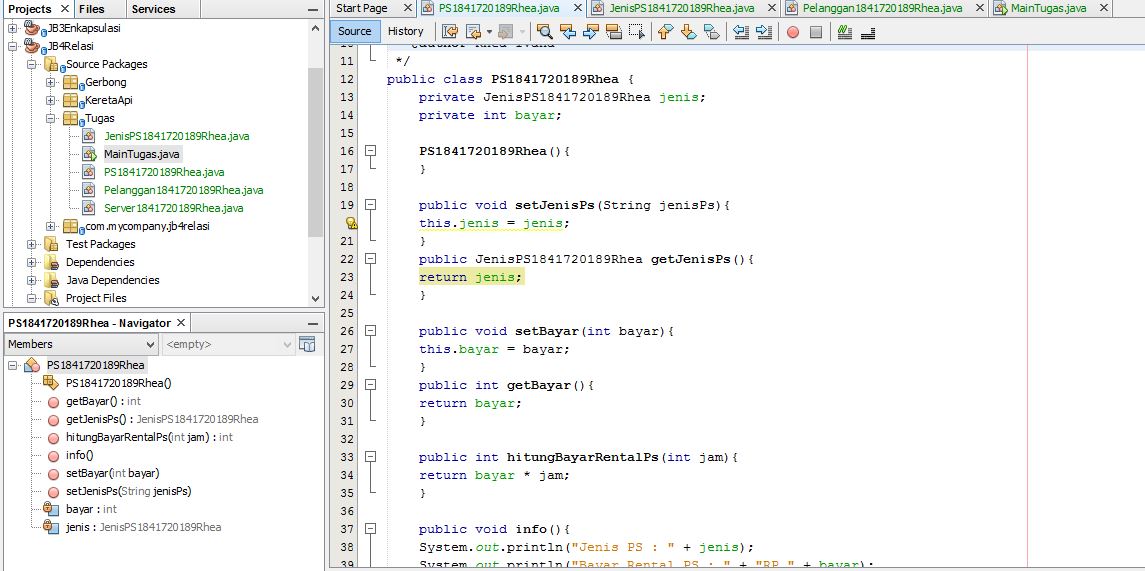 Projects
Files
Services
JB3Enkapsulasi
JB4Relasi
Source Packages
Gerbong
KeretaApi
Tugas
JenisPS1841720189Rhea.java
MainTugas.java
PS1841720189Rhea.java
Pelanggan1841720189Rhea.java
Server1841720189Rhea.java
com.mycompany.jb4relasi
Test Packages
Dependencies
Java Dependencies
Project Files
PS1841720189Rhea - Navigator
Members
<empty>
PS1841720189Rhea
PS1841720189Rhea()
getBayar() : int
getJenisPs() : JenisPS1841720189Rhea
hitungBayarRentalPs(int jam) : int
info()
setBayar(int bayar)
setJenisPs(String jenisPs)
bayar : int
jenis : JenisPS1841720189Rhea
Start Page
PS1841720189Rhea.java
JenisPS1841720189Rhea.java
Pelanggan1841720189Rhea.java
MainTugas.java
Source
History
11 */
12 public class PS1841720189Rhea {
13 private JenisPS1841720189Rhea jenis;
14 private int bayar;
15
16 PS1841720189Rhea(){
17 }
18
19 public void setJenisPs(String jenisPs){
this.jenis = jenis;
21 }
22 public JenisPS1841720189Rhea getJenisPs(){
23 return jenis;
24 }
25
26 public void setBayar(int bayar){
27 this.bayar = bayar;
28 }
29 public int getBayar(){
30 return bayar;
31 }
32
33 public int hitungBayarRentalPs(int jam){
34 return bayar * jam;
35 }
36
37 public void info(){
38 System.out.println("Jenis PS : " + jenis);
39 System.out.println("Bayar Rental PS : " + "RP " + bayar);